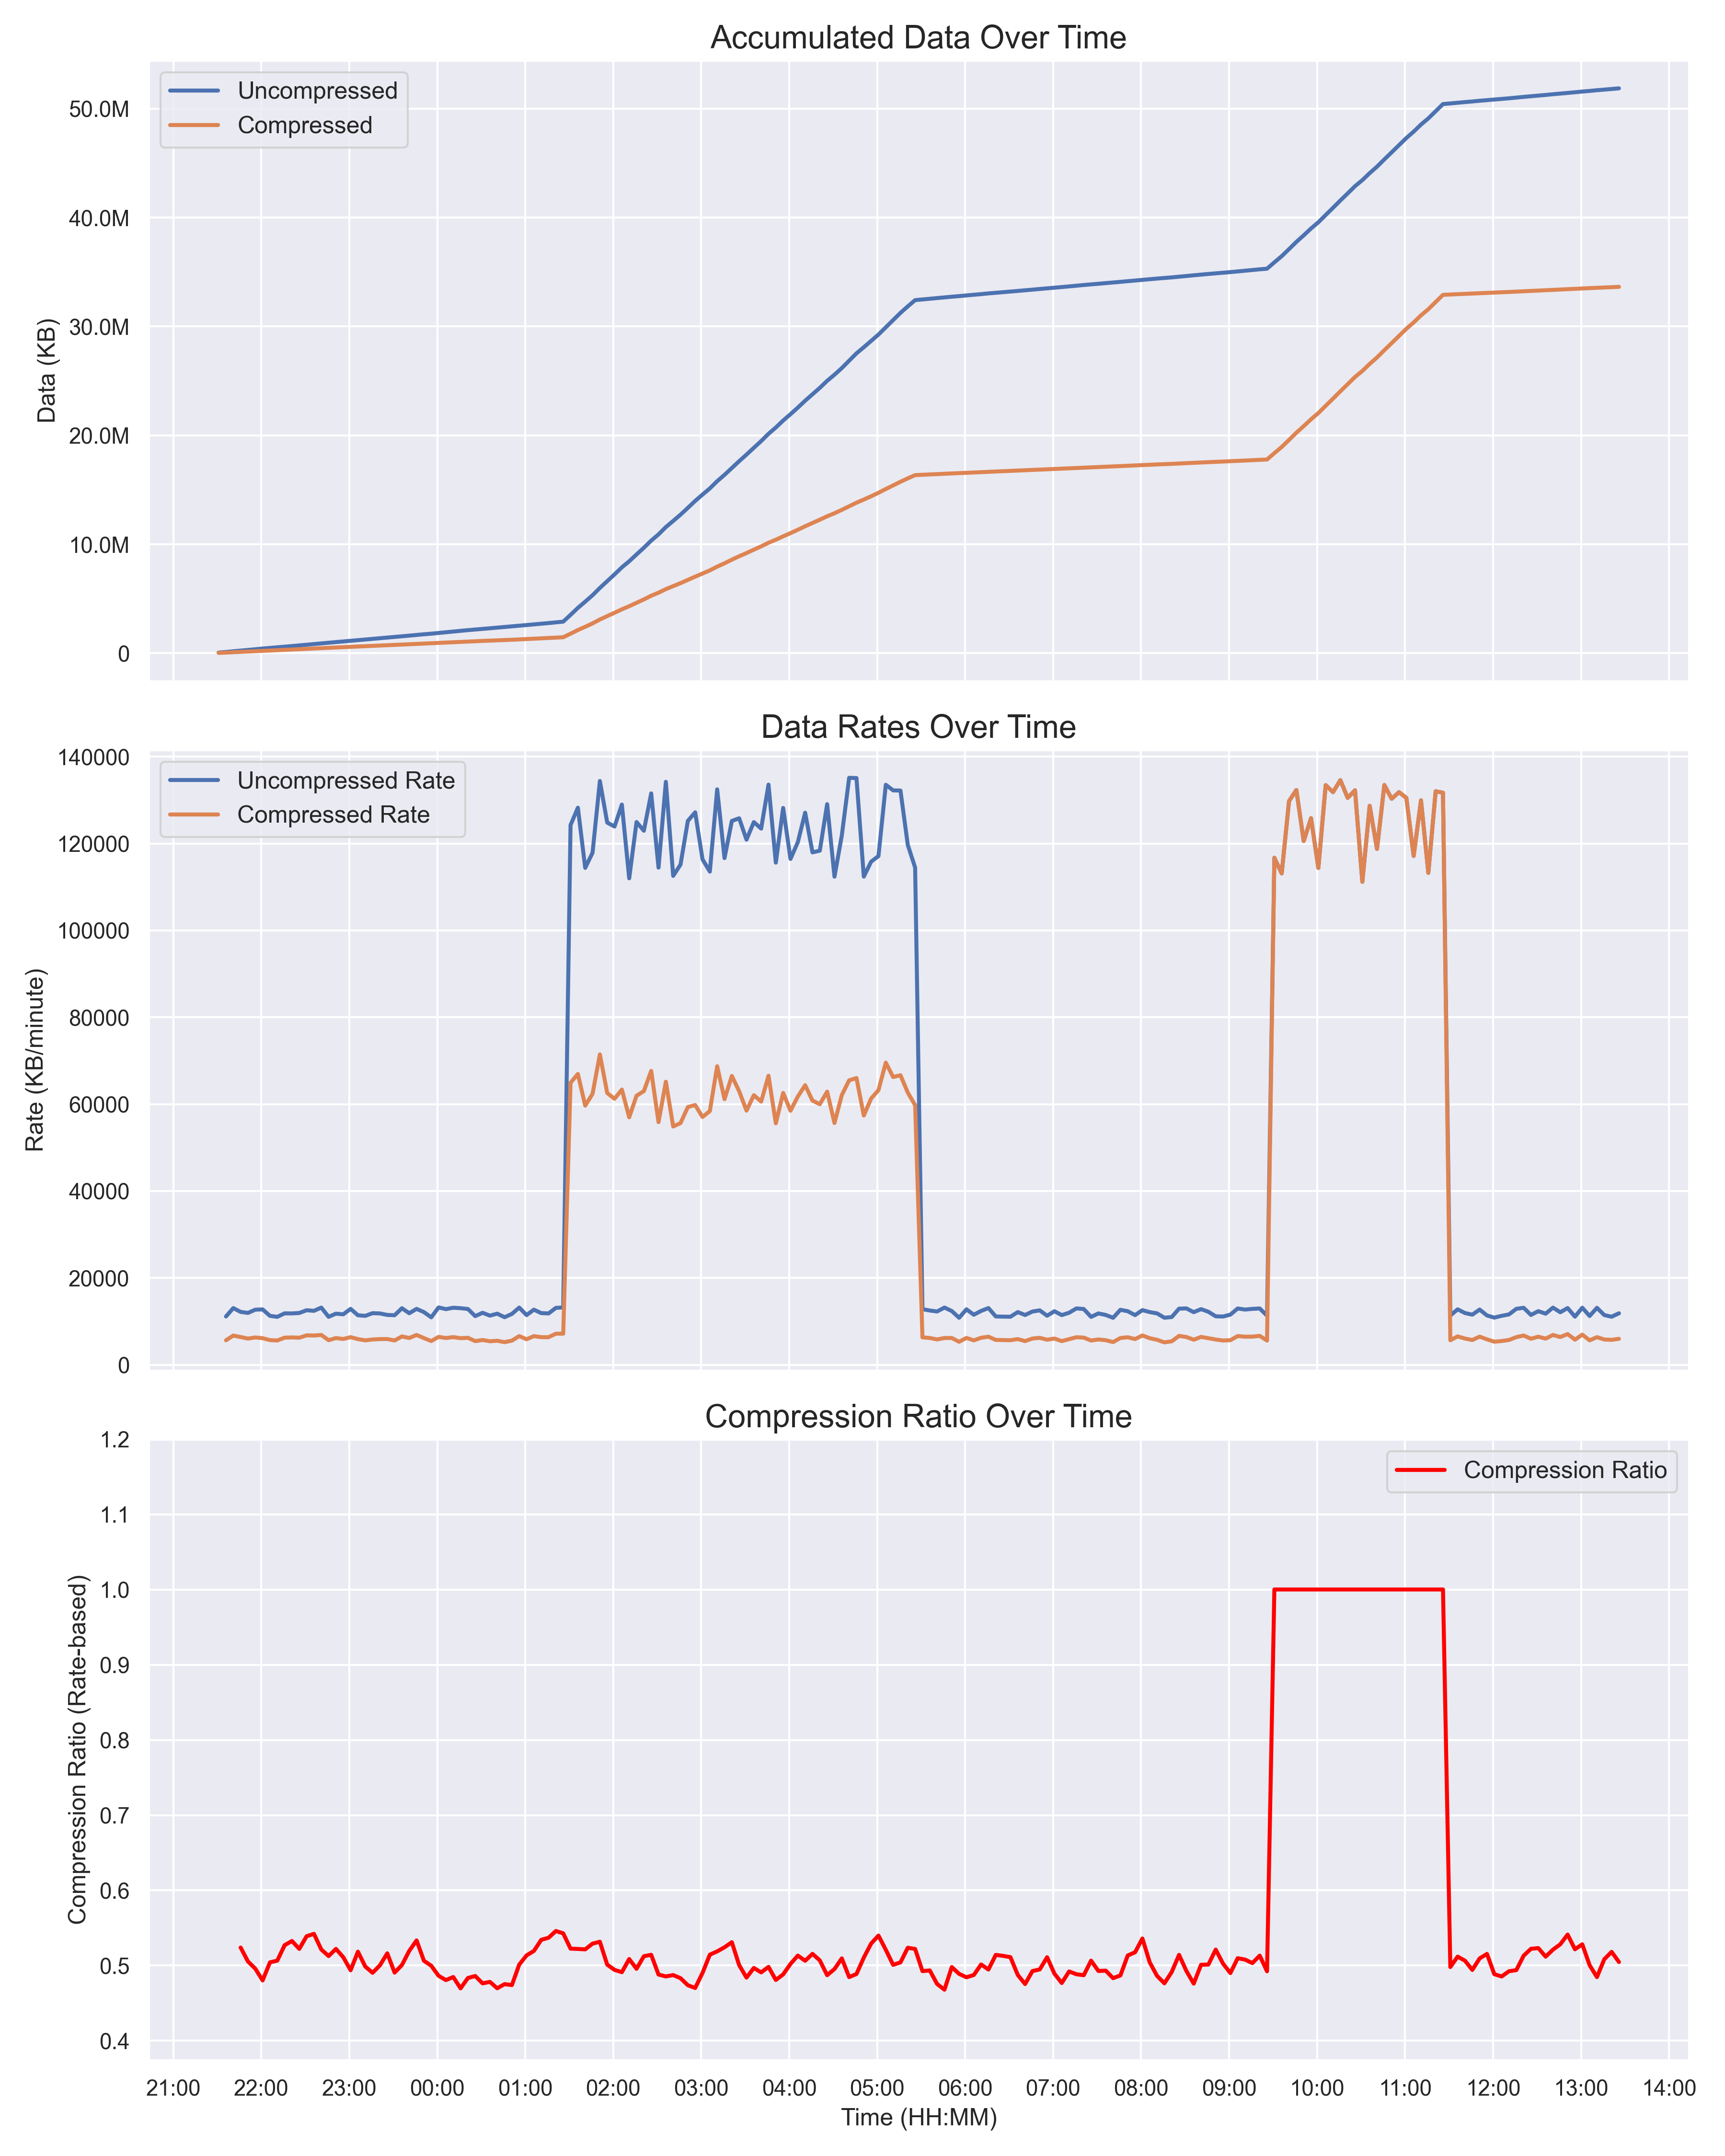 Accumulated Data Over Time
Uncompressed
Compressed
50.0M
40.0M
30.0M
20.0M
10.0M
0
Data (KB)
Data Rates Over Time
Uncompressed Rate
Compressed Rate
140000
120000
100000
80000
60000
40000
20000
0
Rate (KB/minute)
Compression Ratio Over Time
Compression Ratio
1.2
1.1
1.0
0.9
0.8
0.7
0.6
0.5
0.4
Compression Ratio (Rate-based)
21:00 22:00 23:00 00:00 01:00 02:00 03:00 04:00 05:00 06:00 07:00 08:00 09:00 10:00 11:00 12:00 13:00 14:00
Time (HH:MM)